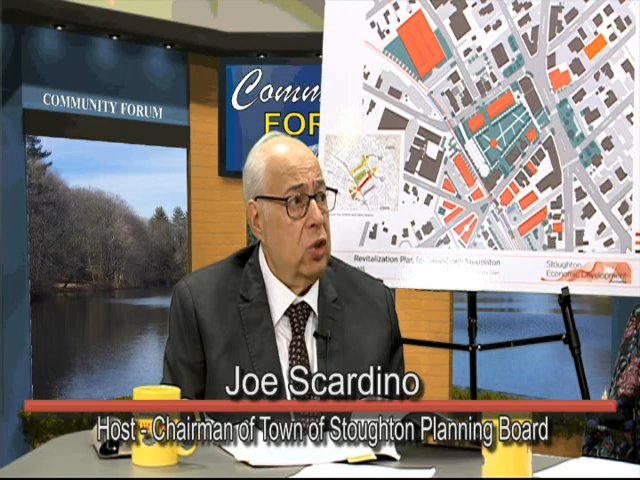 COMMUNITY FORUM
Comm
FOR
Revitalization Plan
Stoughton
Stoughton
Economic Development
Joe Scardino
Host - Chairman of Town of Stoughton Planning Board